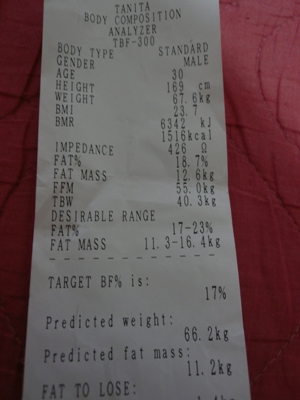 TANITA
BODY COMPOSITION
ANALYZER
TBF-300
BODY TYPE STANDARD
GENDER MALE
AGE 30
HEIGHT 169 cm
WEIGHT 67.6kg
BMI 23.7
BMR 6342 kJ
1516kcal
IMPEDANCE 426 Ω
FAT% 18.7%
FAT MASS 12.6kg
FFM 55.0kg
TBW 40.3kg
DESIRABLE RANGE
FAT% 17-23%
FAT MASS 11.3-16.4kg
--------------------
TARGET BF% is:
17%
Predicted weight:
66.2kg
Predicted fat mass:
11.2kg
FAT TO LOSE:
1.4kg